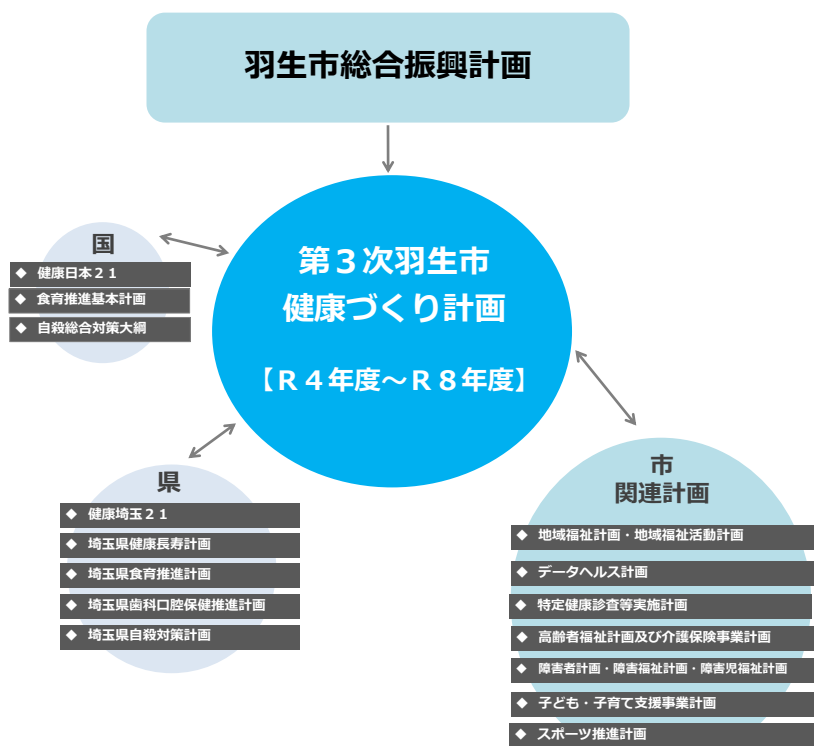 羽生市総合振興計画
第３次羽生市
健康づくり計画
【Ｒ４年度～Ｒ８年度】
国
◆ 健康日本２１
◆ 食育推進基本計画
◆ 自殺総合対策大綱
県
◆ 健康埼玉２１
◆ 埼玉県健康長寿計画
◆ 埼玉県食育推進計画
◆ 埼玉県歯科口腔保健推進計画
◆ 埼玉県自殺対策計画
市
関連計画
◆ 地域福祉計画・地域福祉活動計画
◆ データヘルス計画
◆ 特定健康診査等実施計画
◆ 高齢者福祉計画及び介護保険事業計画
◆ 障害者計画・障害福祉計画・障害児福祉計画
◆ 子ども・子育て支援事業計画
◆ スポーツ推進計画